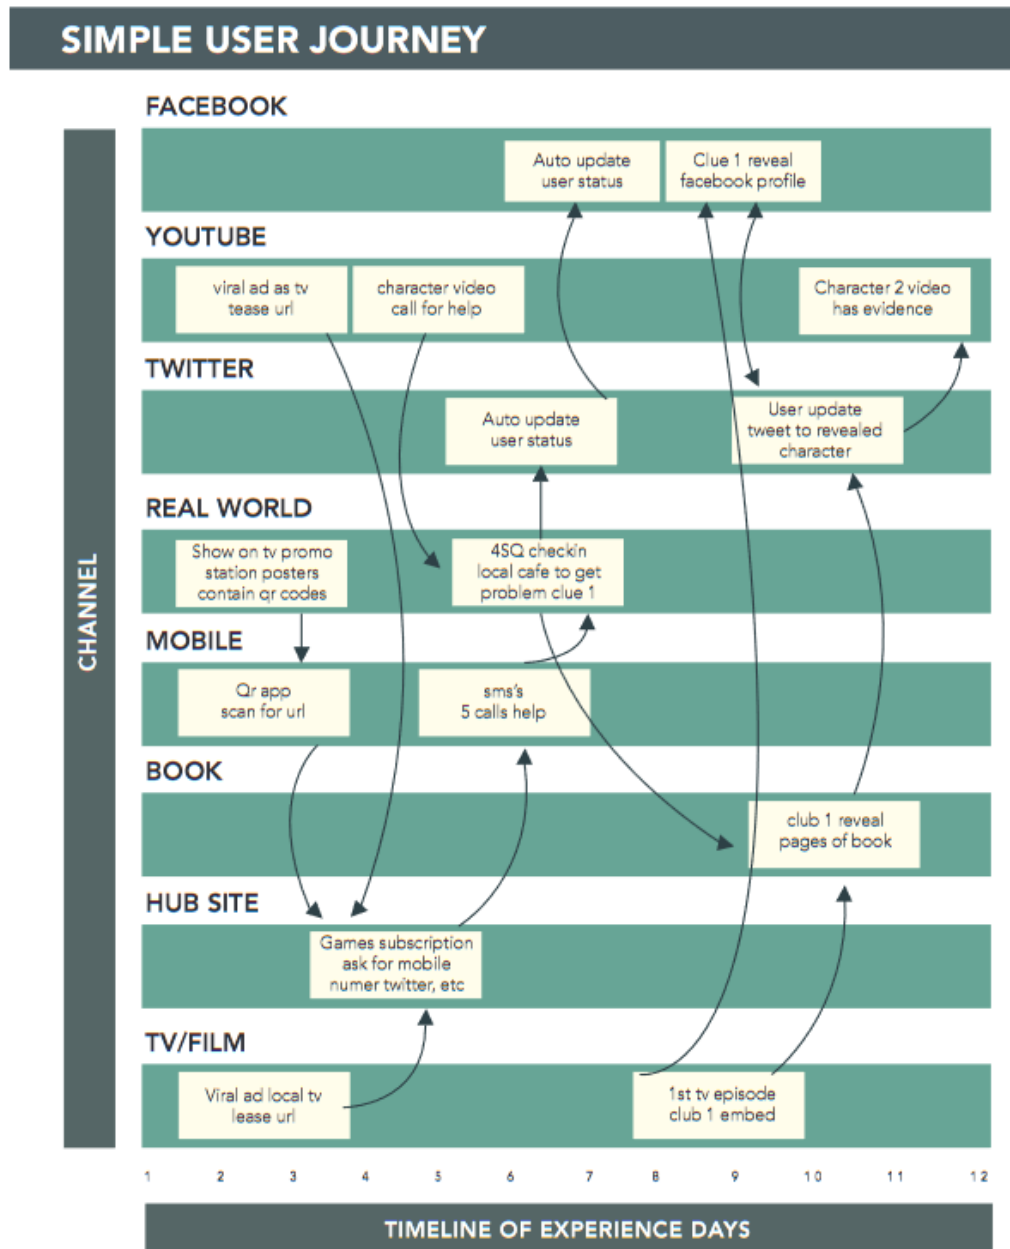 SIMPLE USER JOURNEY
FACEBOOK
Auto update
user status
Clue 1 reveal
facebook profile
YOUTUBE
viral ad as tv
tease url
character video
call for help
Character 2 video
has evidence
TWITTER
Auto update
user status
User update
tweet to revealed
character
REAL WORLD
Show on tv promo
station posters
contain qr codes
4SQ checkin
local cafe to get
problem clue 1
MOBILE
Qr app
scan for url
sms's
5 calls help
BOOK
club 1 reveal
pages of book
HUB SITE
Games subscription
ask for mobile
numer twitter, etc
TV/FILM
Viral ad local tv
lease url
1st tv episode
club 1 embed
CHANNEL
1 2 3 4 5 6 7 8 9 10 11 12
TIMELINE OF EXPERIENCE DAYS